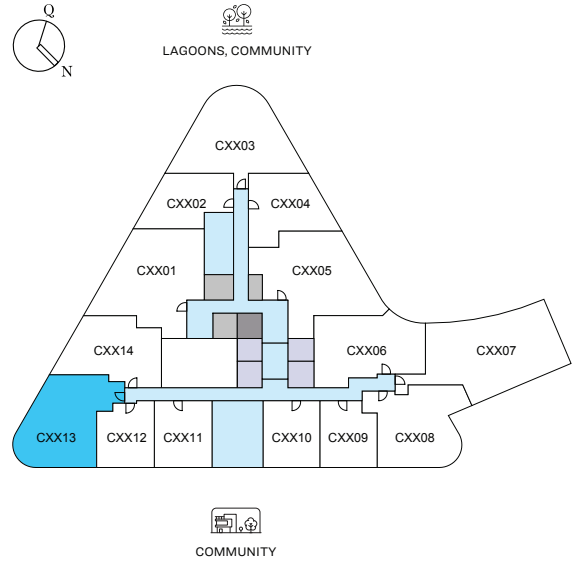 Q
N
LAGOONS, COMMUNITY
CXX03
CXX02
CXX04
CXX01
CXX05
CXX14
CXX06
CXX07
CXX13
CXX12
CXX11
CXX10
CXX09
CXX08
COMMUNITY